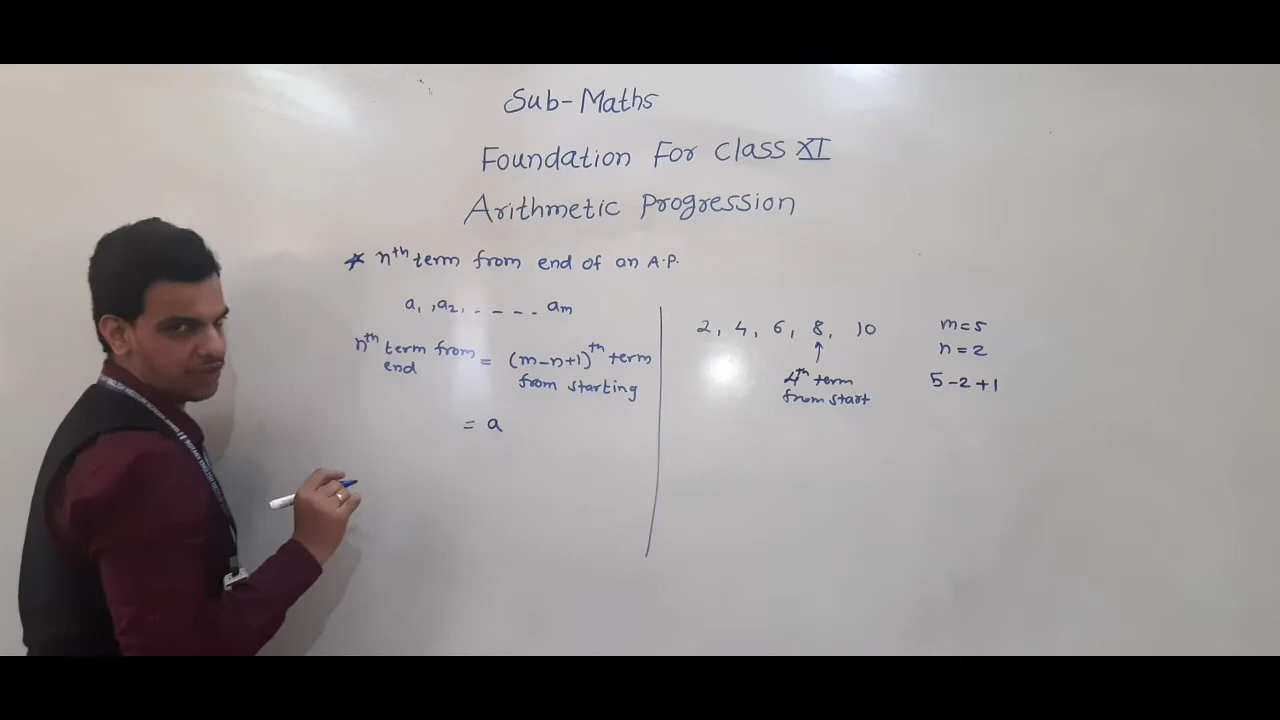 Sub-Maths
Foundation For Class XI
Arithmetic Progression
* nth term from end of an A.P.
a1, a2, - - - - - am
nth term from end = (m-n+1)th term from starting
= a
2, 4, 6, 8, 10
↑
4th term
from start
m=5
n=2
5-2+1